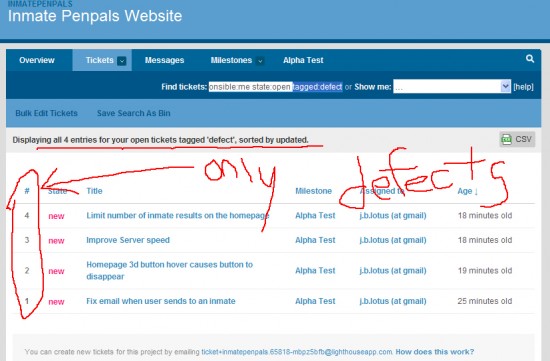 INMATEPENPALS
Inmate Penpals Website
Overview Tickets Messages Milestones Alpha Test
Find tickets: onsible:me state:open tagged:defect or Show me: ... [help]
Bulk Edit Tickets Save Search As Bin
Displaying all 4 entries for your open tickets tagged 'defect', sorted by updated. CSV
only defects
# State Title Milestone Assigned to Age ↓
4 new Limit number of inmate results on the homepage Alpha Test j.b.lotus (at gmail) 18 minutes old
3 new Improve Server speed Alpha Test j.b.lotus (at gmail) 18 minutes old
2 new Homepage 3d button hover causes button to
disappear Alpha Test j.b.lotus (at gmail) 19 minutes old
1 new Fix email when user sends to an inmate Alpha Test j.b.lotus (at gmail) 25 minutes old
You can create new tickets for this project by emailing ticket+inmatepenpals.65818-mbpz5bfb@lighthouseapp.com. How does this work?